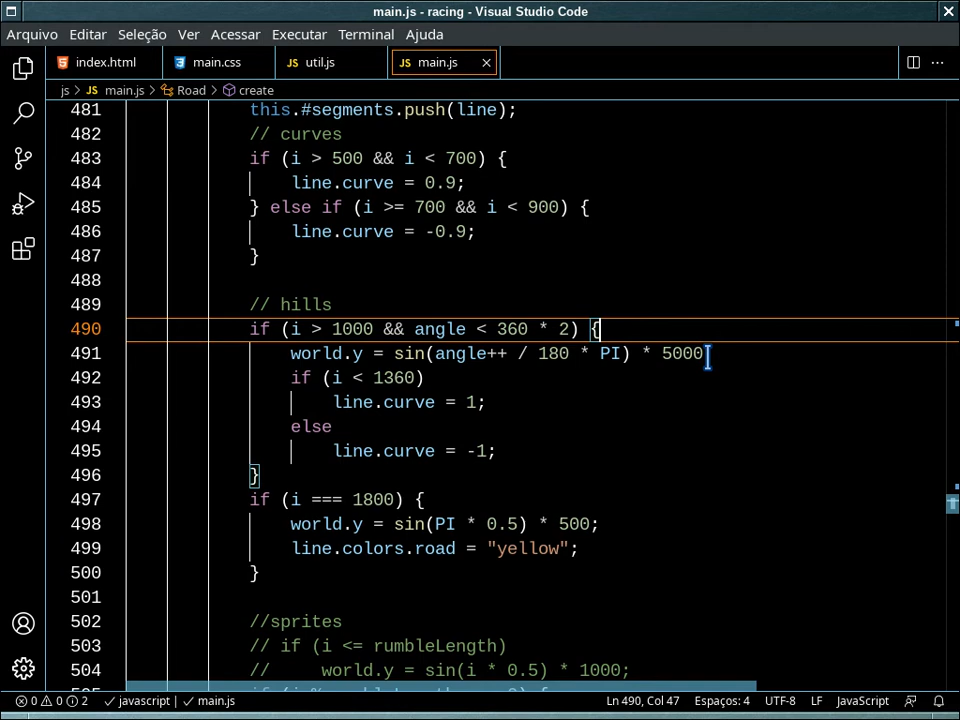 main.js - racing - Visual Studio Code
Arquivo Editar Seleção Ver Acessar Executar Terminal Ajuda
index.html main.css JS util.js JS main.js
js > JS main.js > Road > create
481 this.#segments.push(line);
482 // curves
483 if (i > 500 && i < 700) {
484 line.curve = 0.9;
485 } else if (i >= 700 && i < 900) {
486 line.curve = -0.9;
487 }
488
489 // hills
490 if (i > 1000 && angle < 360 * 2) {
491 world.y = sin(angle++ / 180 * PI) * 5000;
492 if (i < 1360)
493 line.curve = 1;
494 else
495 line.curve = -1;
496 }
497 if (i === 1800) {
498 world.y = sin(PI * 0.5) * 500;
499 line.colors.road = "yellow";
500 }
501
502 //sprites
503 // if (i <= rumbleLength)
504 // world.y = sin(i * 0.5) * 1000;
0 0 2 javascript | main.js Ln 490, Col 47 Espaços: 4 UTF-8 LF JavaScript